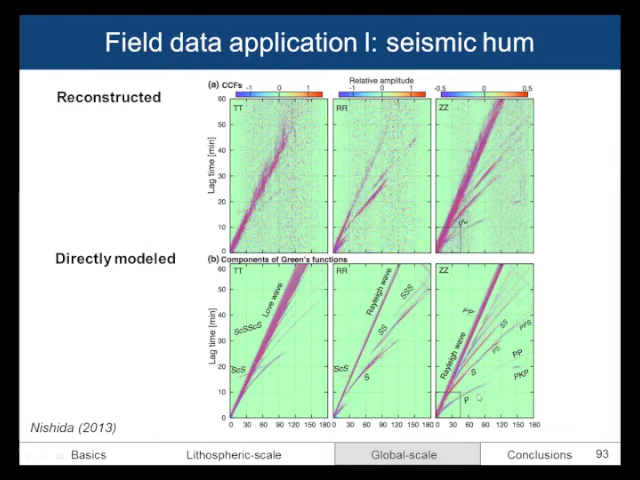 Field data application I: seismic hum
Reconstructed
(a) CCFs
Relative amplitude
-1 0 1
-1 0 1
-0.5 0 0.5
TT
RR
ZZ
Lag time [min]
60
50
40
30
20
10
0
PL
Directly modeled
(b) Components of Green's functions
TT
RR
ZZ
Lag time [min]
60
50
40
30
20
10
0
Love wave
ScSScS
ScS
Rayleigh wave
SSS
SS
ScS
S
PP'
Rayleigh wave
SS
PPS
PS
PP
S
PKP
P
0 30 60 90 120 150 180
0 30 60 90 120 150 180
0 30 60 90 120 150 180
Nishida (2013)
Basics Lithospheric-scale Global-scale Conclusions 93